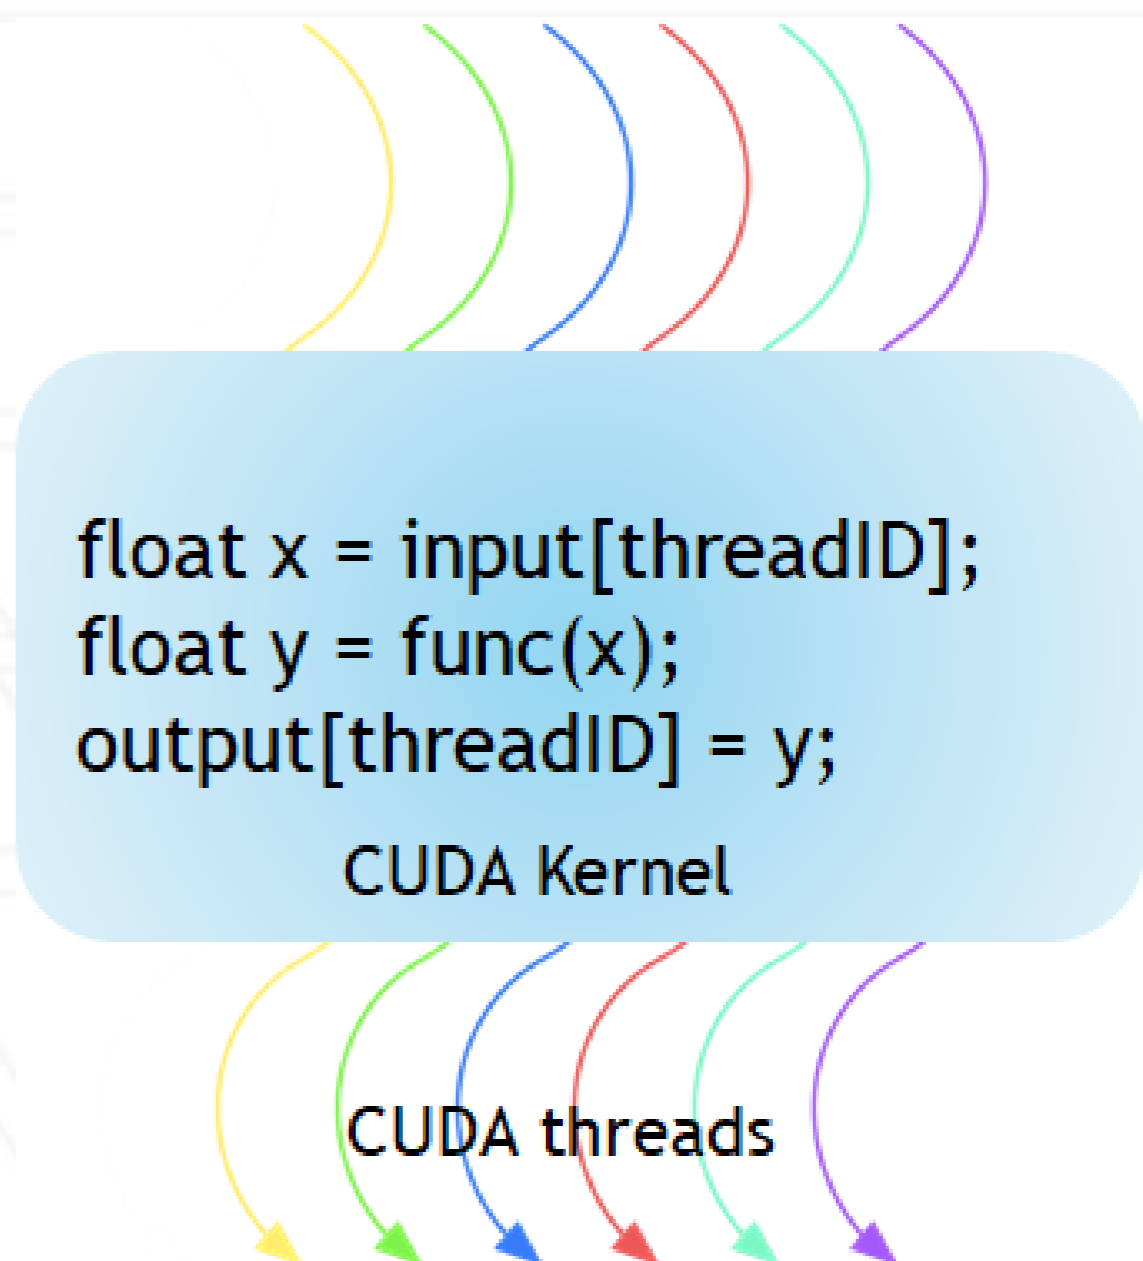 float x = input[threadID];
float y = func(x);
output[threadID] = y;
CUDA Kernel
CUDA threads